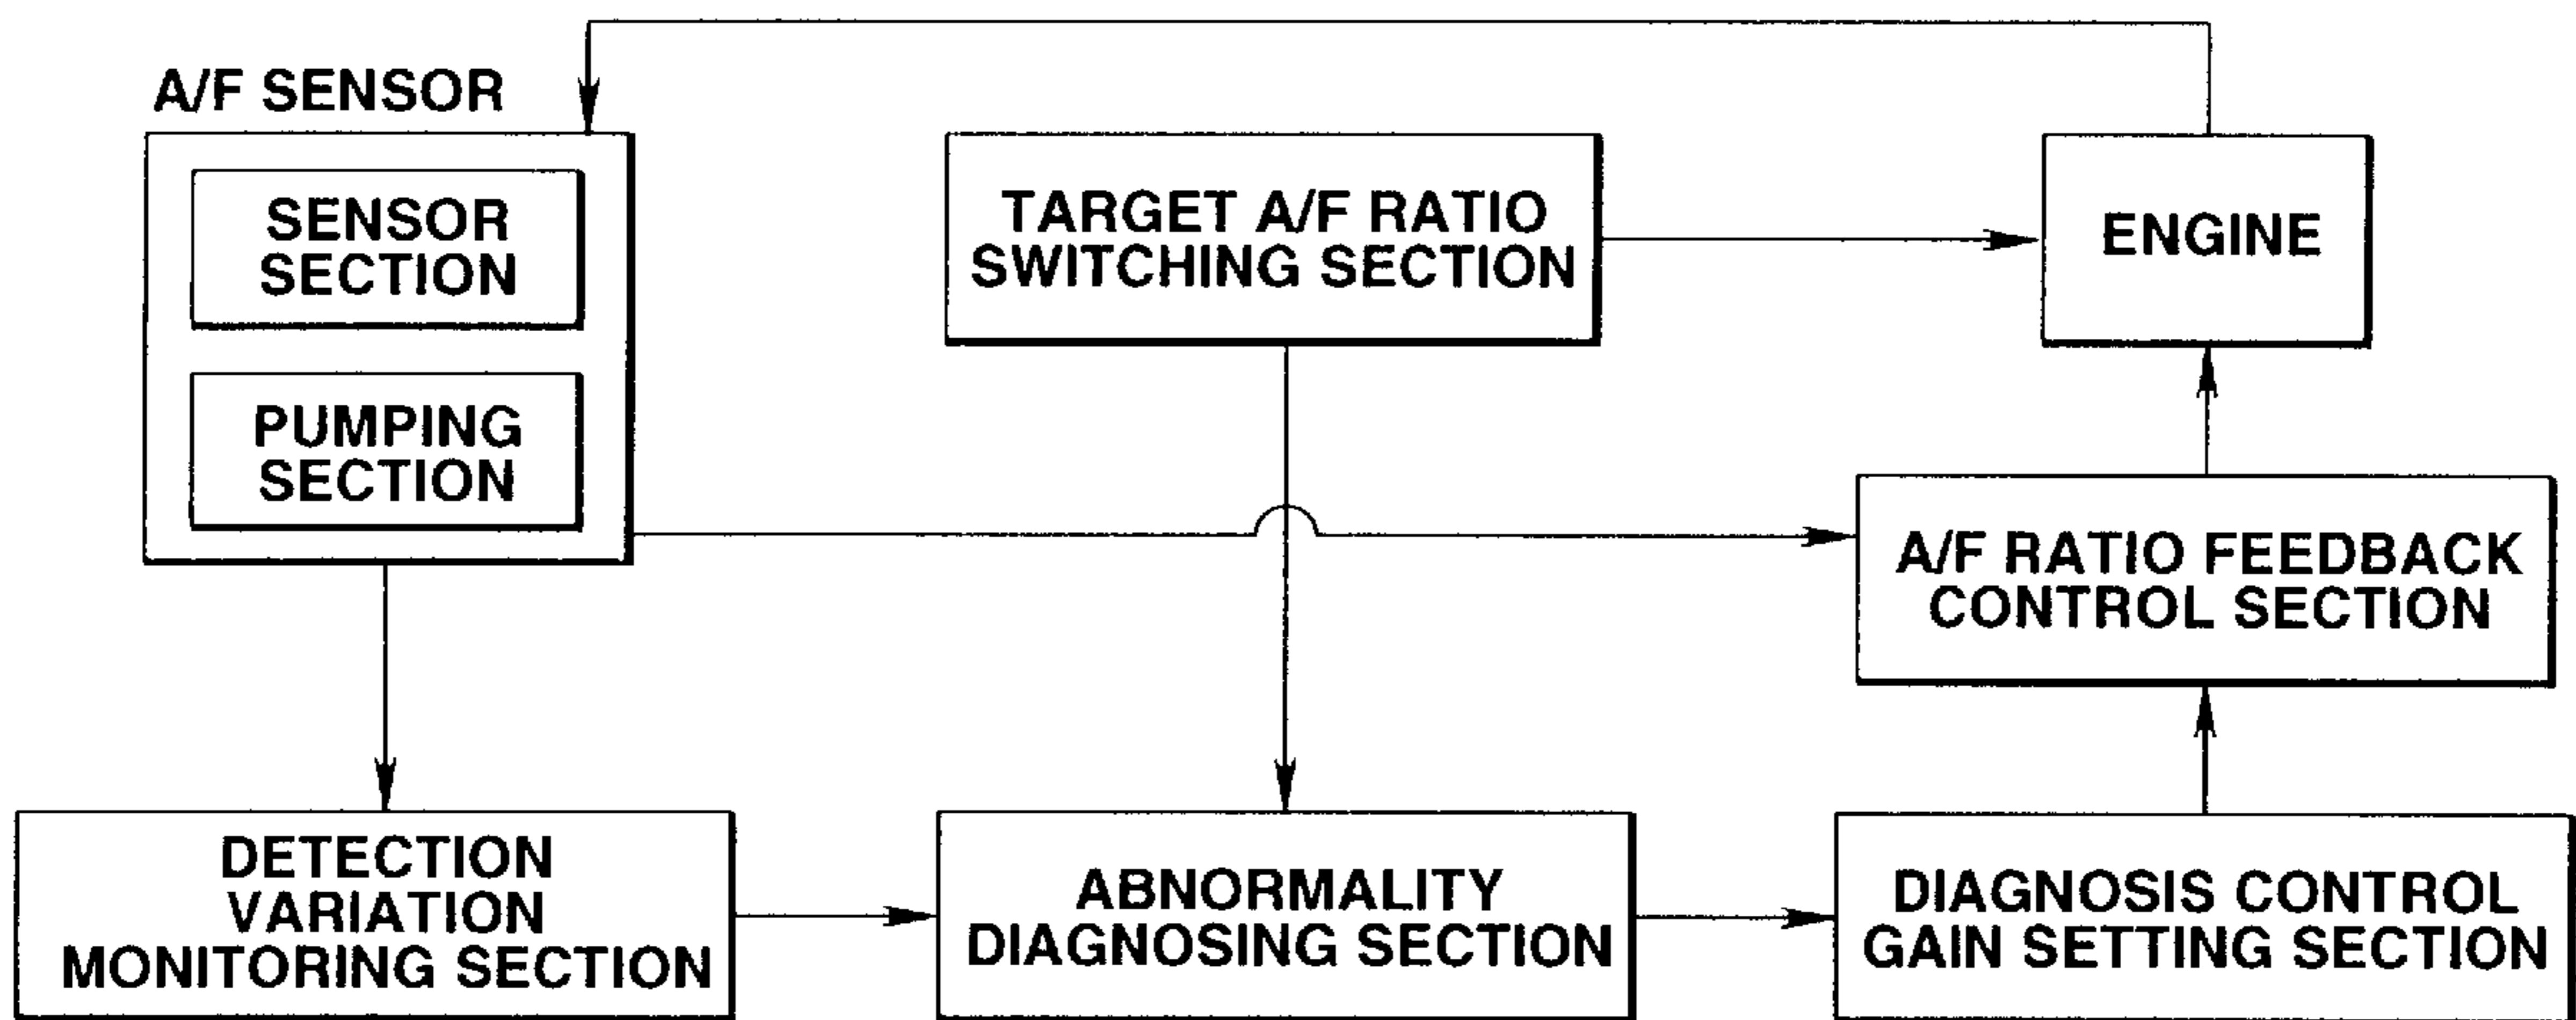 A/F SENSOR
SENSOR
SECTION
PUMPING
SECTION
TARGET A/F RATIO
SWITCHING SECTION
ENGINE
A/F RATIO FEEDBACK
CONTROL SECTION
DETECTION
VARIATION
MONITORING SECTION
ABNORMALITY
DIAGNOSING SECTION
DIAGNOSIS CONTROL
GAIN SETTING SECTION